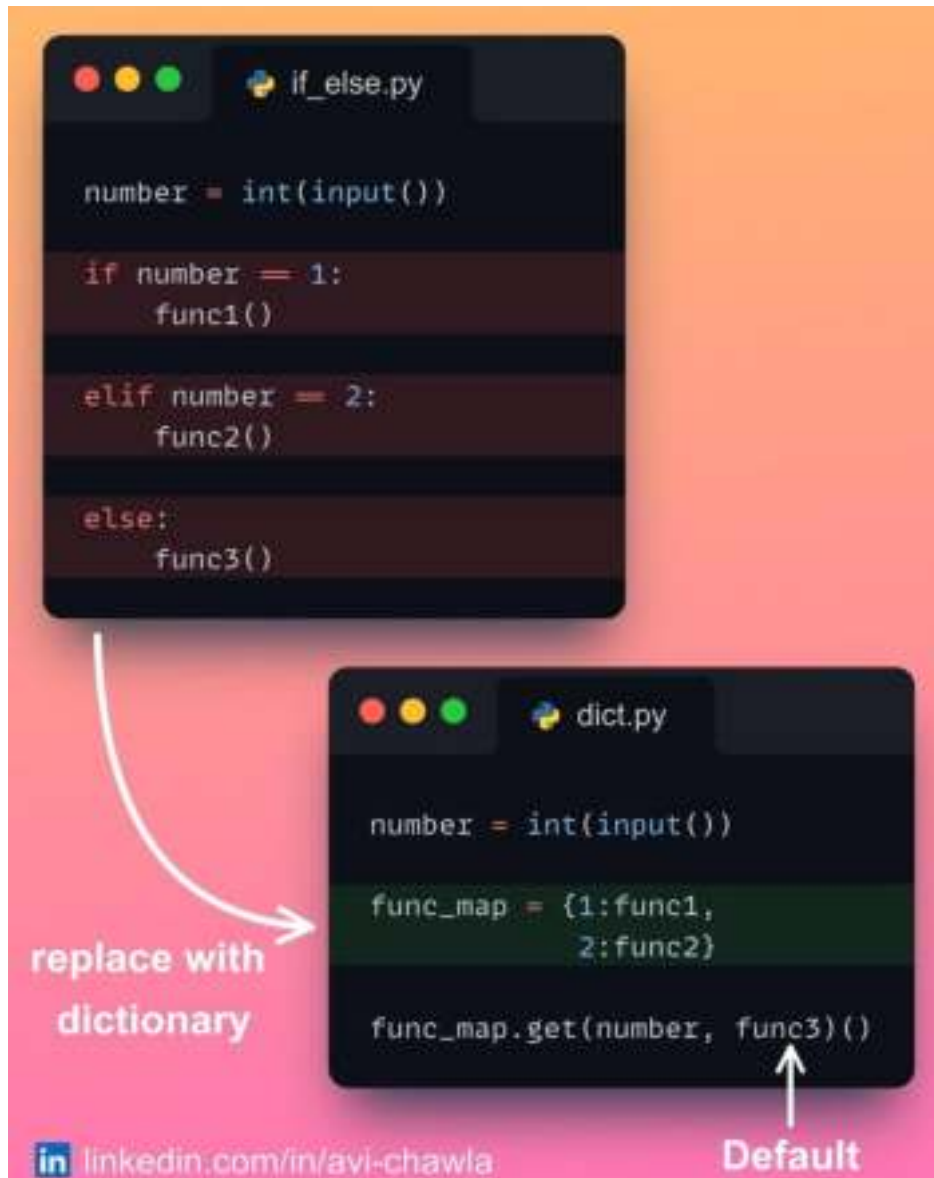 if_else.py
number = int(input())
if number == 1:
    func1()
elif number == 2:
    func2()
else:
    func3()
dict.py
number = int(input())
func_map = {1:func1,
            2:func2}
func_map.get(number, func3)()
replace with
dictionary
Default
in linkedin.com/in/avi-chawla